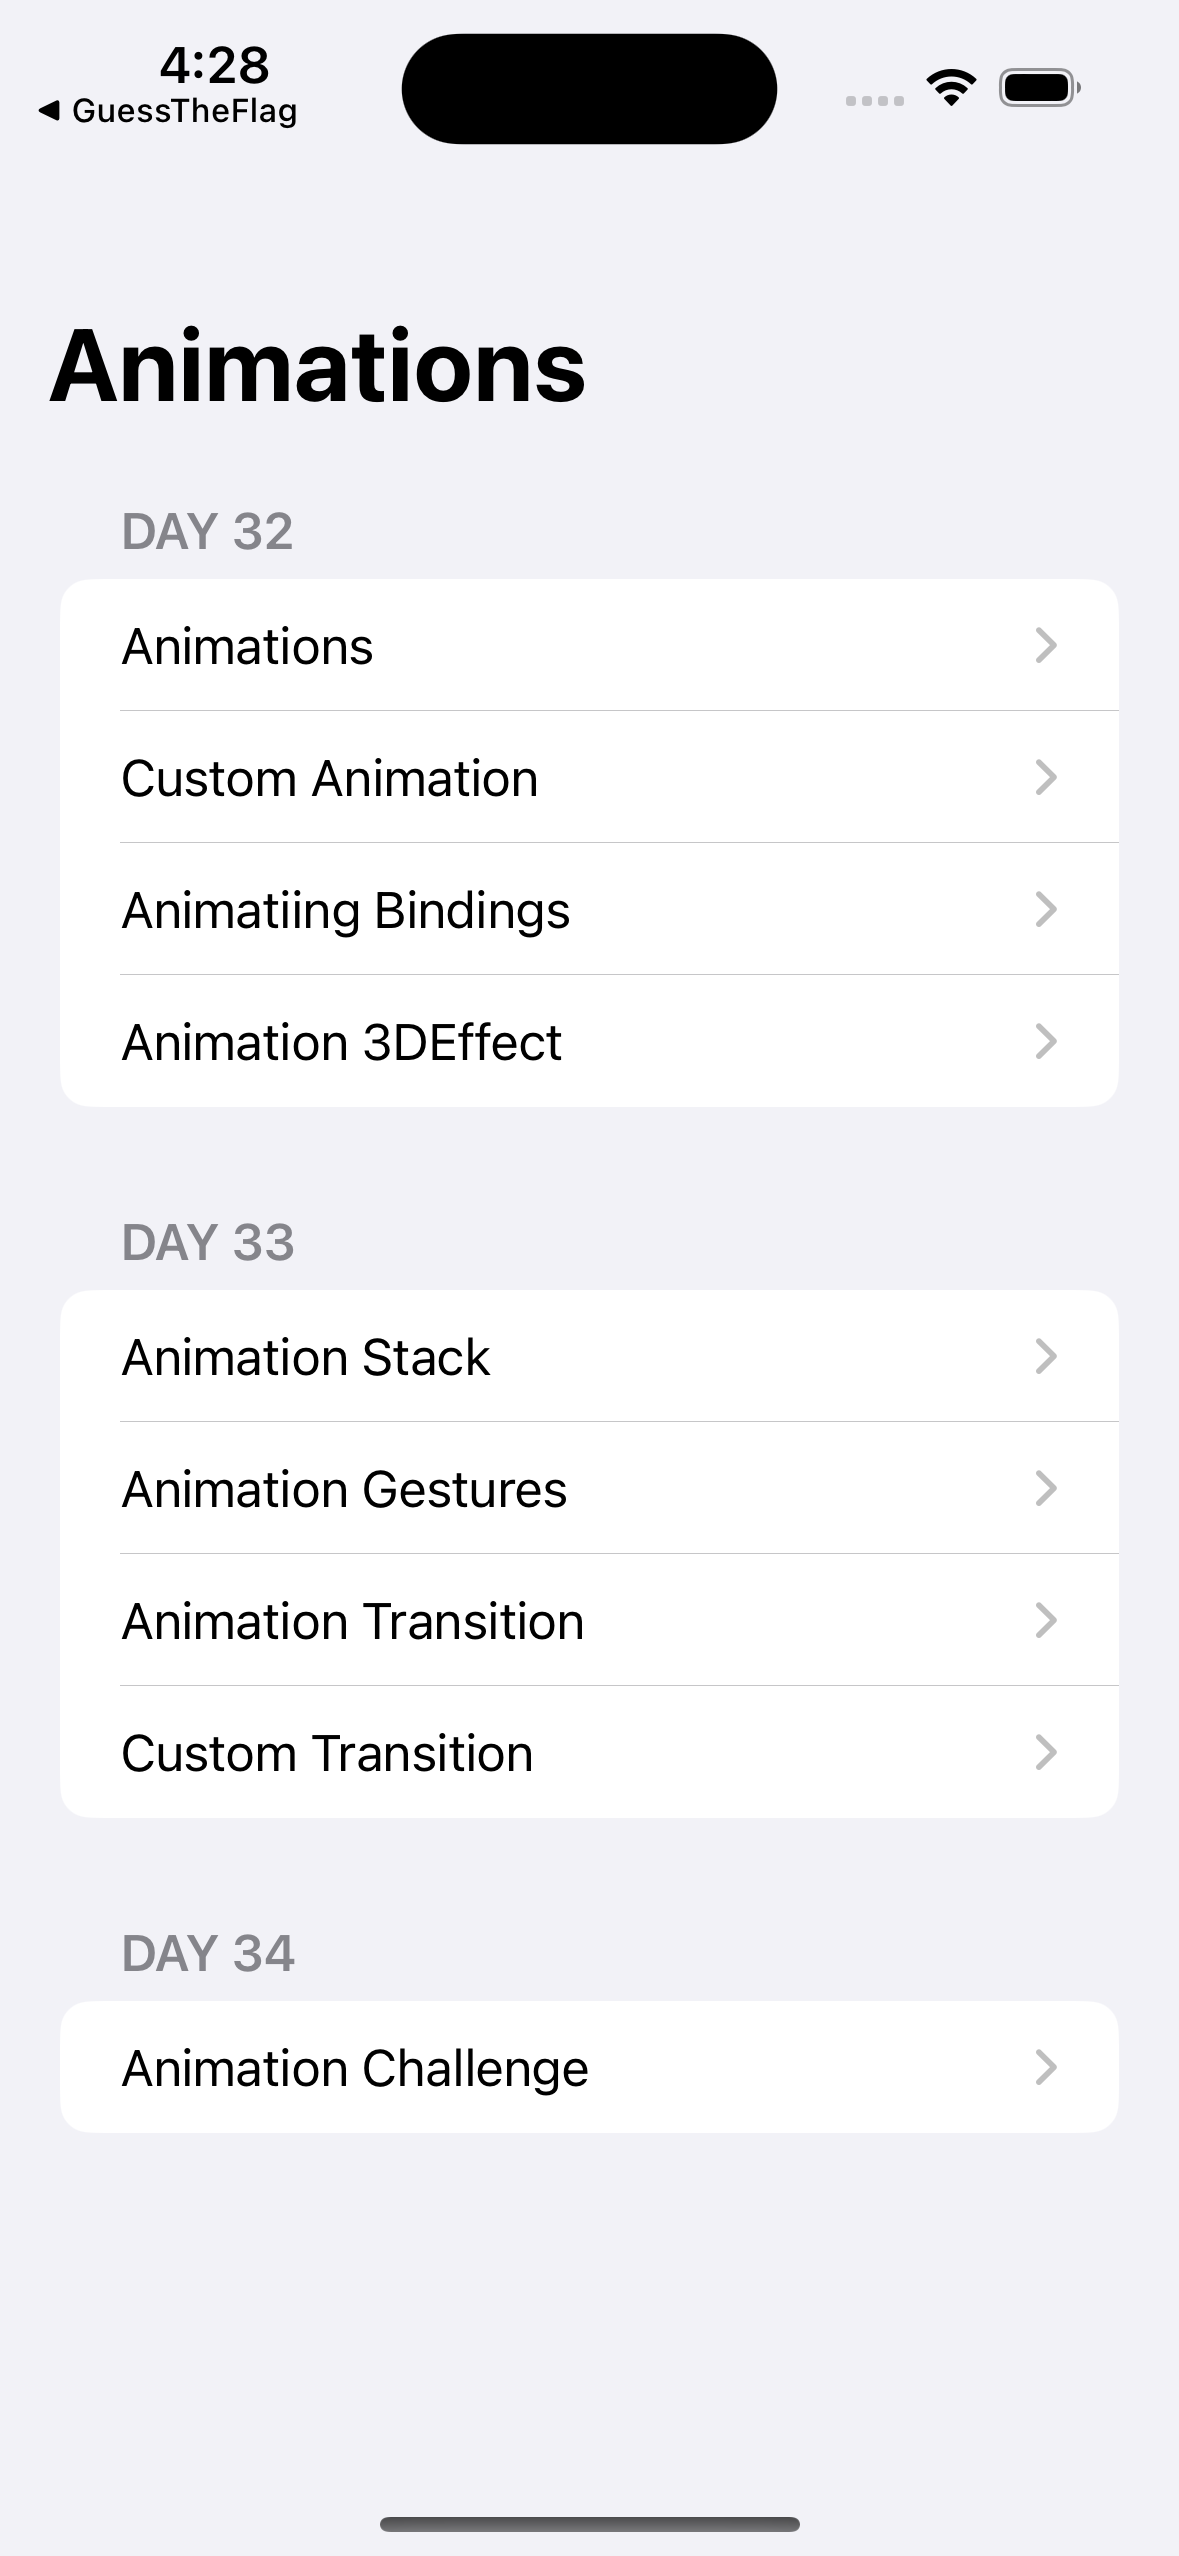 4:28
GuessTheFlag
Animations
DAY 32
Animations
Custom Animation
Animatiing Bindings
Animation 3DEffect
DAY 33
Animation Stack
Animation Gestures
Animation Transition
Custom Transition
DAY 34
Animation Challenge